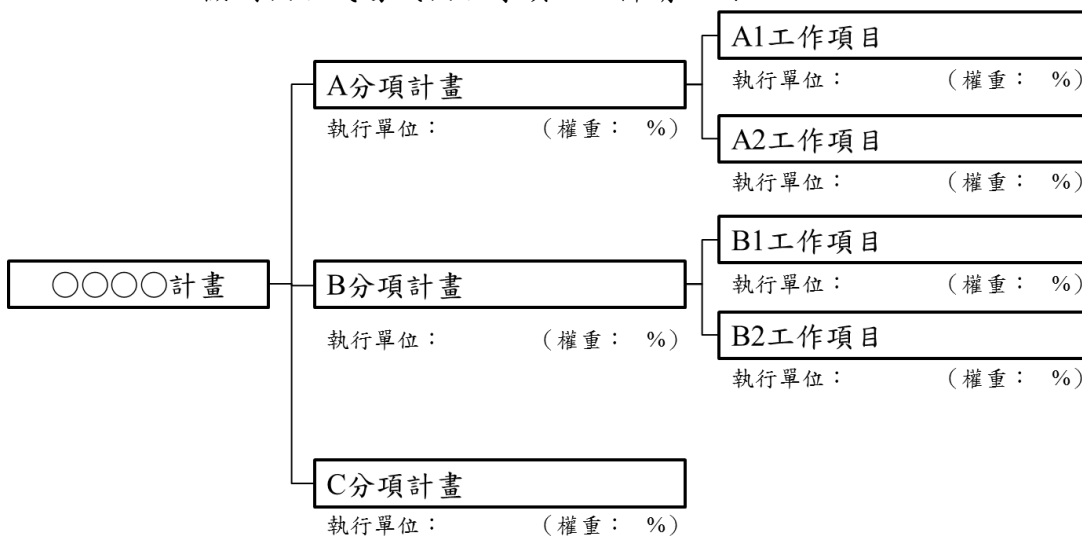 A1工作項目
執行單位： （權重： %）
A分項計畫
執行單位： （權重： %）
A2工作項目
執行單位： （權重： %）
B1工作項目
執行單位： （權重： %）
○○○○計畫
B分項計畫
執行單位： （權重： %）
B2工作項目
執行單位： （權重： %）
C分項計畫
執行單位： （權重： %）